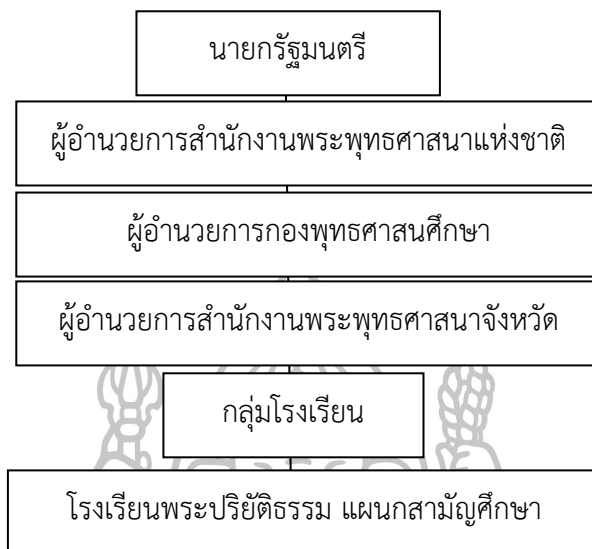 นายกรัฐมนตรี
ผู้อำนวยการสำนักงานพระพุทธศาสนาแห่งชาติ
ผู้อำนวยการกองพุทธศาสนศึกษา
ผู้อำนวยการสำนักงานพระพุทธศาสนาจังหวัด
กลุ่มโรงเรียน
โรงเรียนพระปริยัติธรรม แผนกสามัญศึกษา